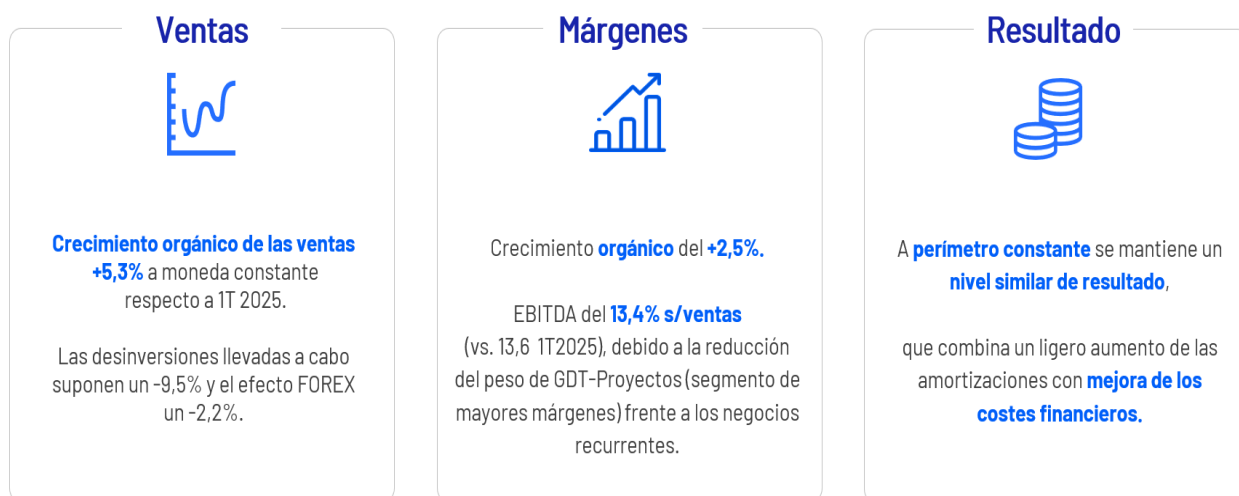 Ventas
Crecimiento orgánico de las ventas
+5,3% a moneda constante
respecto a 1T 2025.
Las desinversiones llevadas a cabo
suponen un -9,5% y el efecto FOREX
un -2,2%.
Márgenes
Crecimiento orgánico del +2,5%.
EBITDA del 13,4% s/ventas
(vs. 13,6 1T2025), debido a la reducción
del peso de GDT-Proyectos (segmento de
mayores márgenes) frente a los negocios
recurrentes.
Resultado
A perímetro constante se mantiene un
nivel similar de resultado,
que combina un ligero aumento de las
amortizaciones con mejora de los
costes financieros.